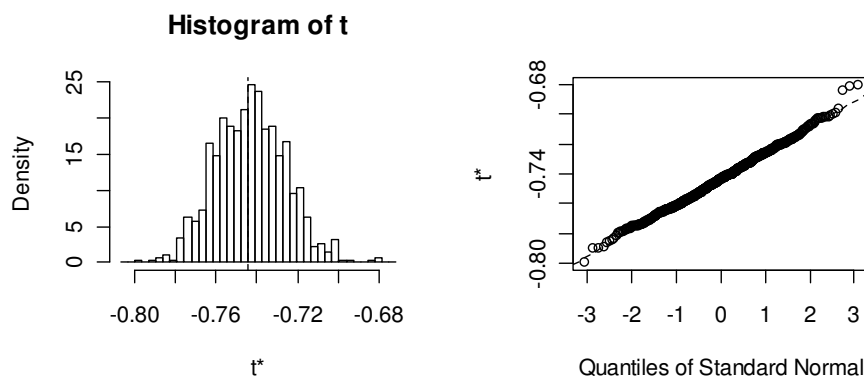 Histogram of t
Density
0 5 15 25
-0.80 -0.76 -0.72 -0.68
t*
t*
-0.80 -0.74 -0.68
-3 -2 -1 0 1 2 3
Quantiles of Standard Normal